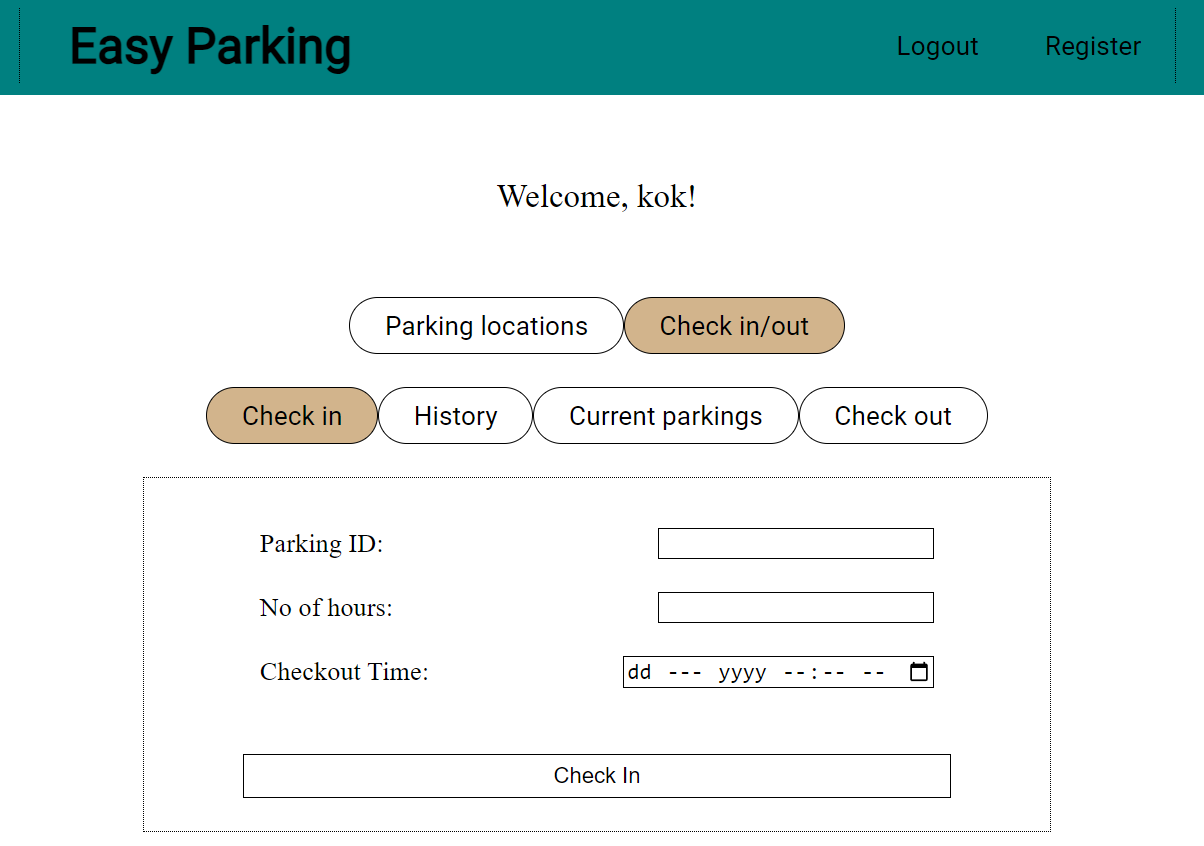 Easy Parking Logout Register
Welcome, kok!
Parking locations Check in/out
Check in History Current parkings Check out
Parking ID:
No of hours:
Checkout Time: dd --- yyyy --:-- --
Check In